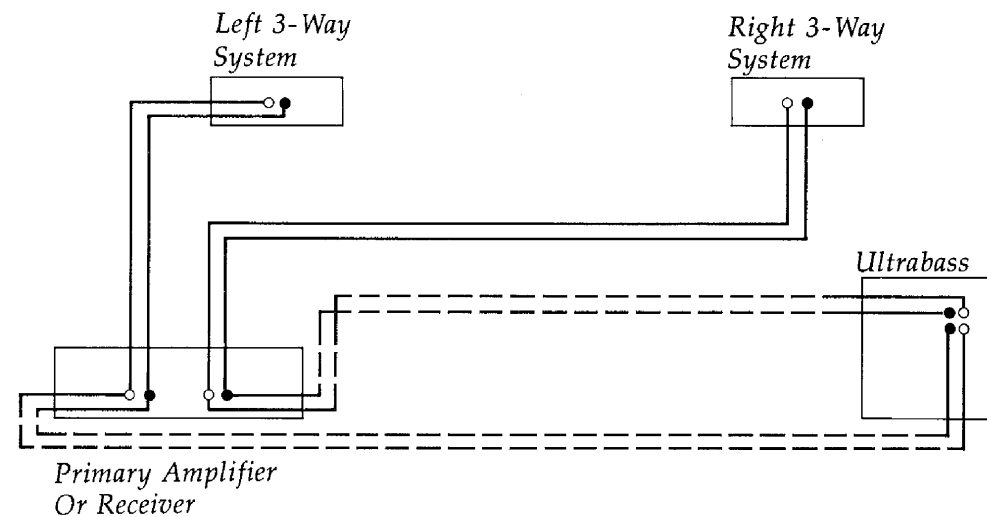 Left 3-Way
System
Right 3-Way
System
Ultrabass
Primary Amplifier
Or Receiver